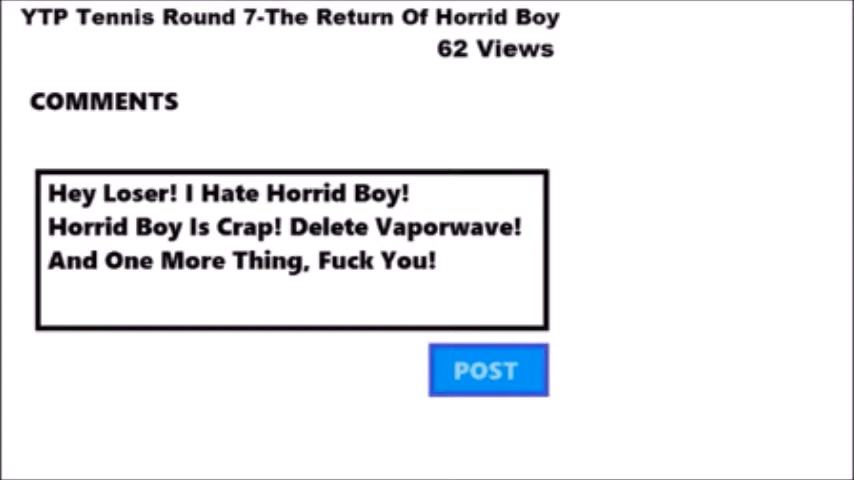 YTP Tennis Round 7-The Return Of Horrid Boy
62 Views
COMMENTS
Hey Loser! I Hate Horrid Boy!
Horrid Boy Is Crap! Delete Vaporwave!
And One More Thing, Fuck You!
POST